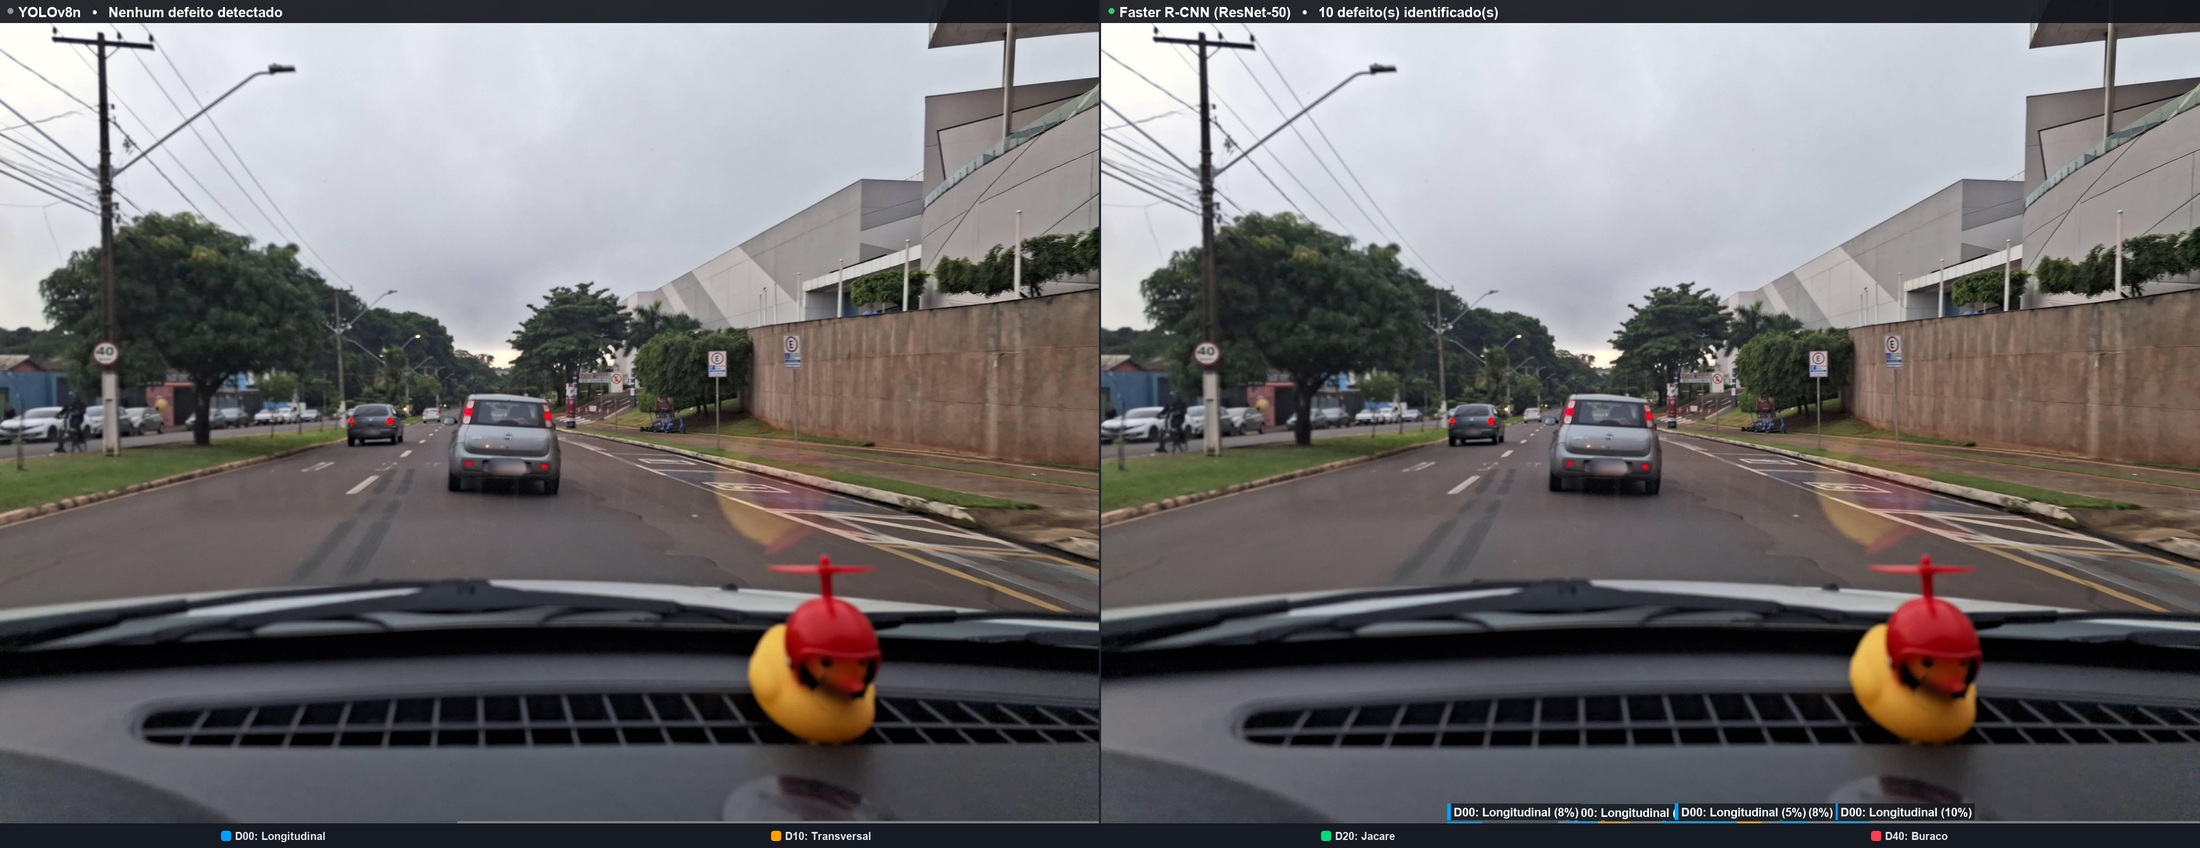 YOLOv8n • Nenhum defeito detectado
Faster R-CNN (ResNet-50) • 10 defeito(s) identificado(s)
40
E
E
40
E
E
D00: Longitudinal (8%) 00: Longitudinal ( D00: Longitudinal (5%) (8%) D00: Longitudinal (10%)
D00: Longitudinal
D10: Transversal
D20: Jacare
D40: Buraco